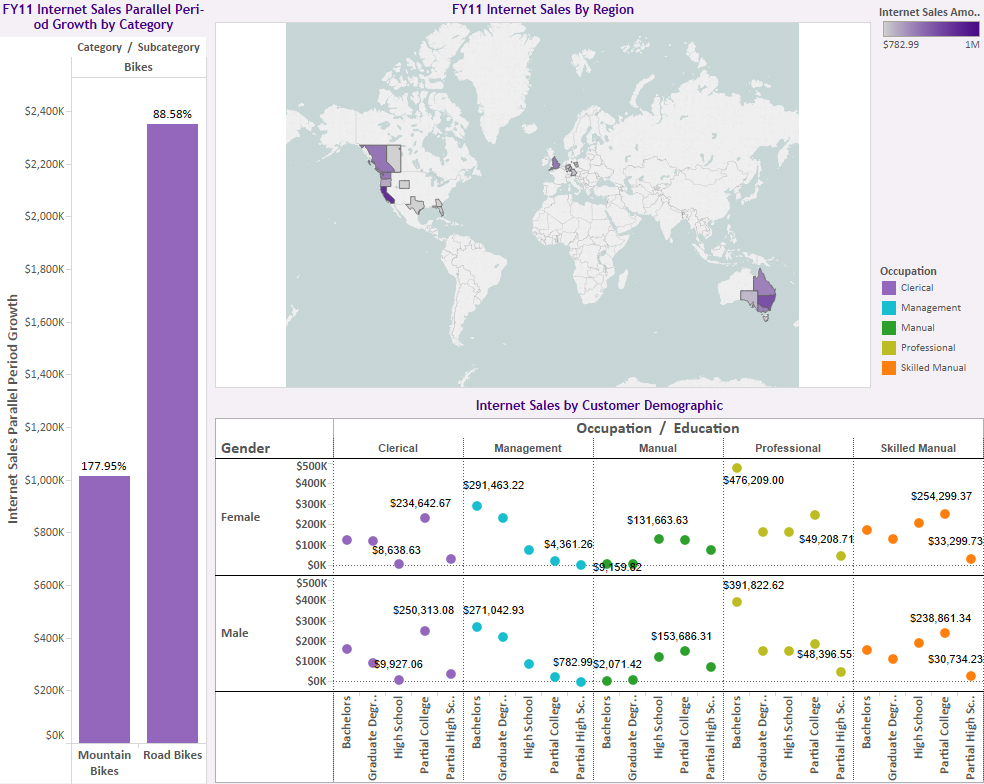 FY11 Internet Sales Parallel Peri-
od Growth by Category
Category / Subcategory
Bikes
Internet Sales Parallel Period Growth
$2,400K
$2,200K
$2,000K
$1,800K
$1,600K
$1,400K
$1,200K
$1,000K
$800K
$600K
$400K
$200K
$0K
88.58%
177.95%
Mountain
Bikes
Road Bikes
FY11 Internet Sales By Region
Internet Sales Amo..
$782.99 1M
Occupation
Clerical
Management
Manual
Professional
Skilled Manual
Internet Sales by Customer Demographic
Occupation / Education
Gender
Clerical Management Manual Professional Skilled Manual
Female
$500K
$400K
$300K
$200K
$100K
$0K
$234,642.67
$8,638.63
$291,463.22
$4,361.26
$131,663.63
$9,159.82
$476,209.00
$49,208.71
$254,299.37
$33,299.73
Male
$500K
$400K
$300K
$200K
$100K
$0K
$250,313.08
$9,927.06
$271,042.93
$782.99
$153,686.31
$2,071.42
$391,822.62
$48,396.55
$238,861.34
$30,734.23
Bachelors
Graduate Degr..
High School
Partial College
Partial High Sc..
Bachelors
Graduate Degr..
High School
Partial College
Partial High Sc..
Bachelors
Graduate Degr..
High School
Partial College
Partial High Sc..
Bachelors
Graduate Degr..
High School
Partial College
Partial High Sc..
Bachelors
Graduate Degr..
High School
Partial College
Partial High Sc..